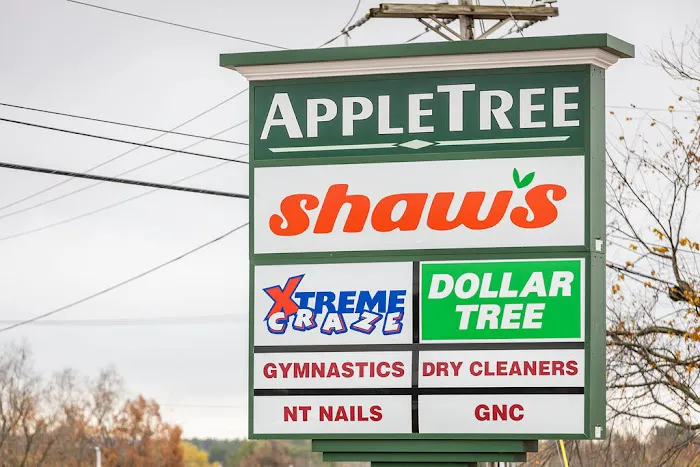 APPLETREE
shaw's
XTREME
CRAZE
DOLLAR
TREE
GYMNASTICS
DRY CLEANERS
NT NAILS
GNC